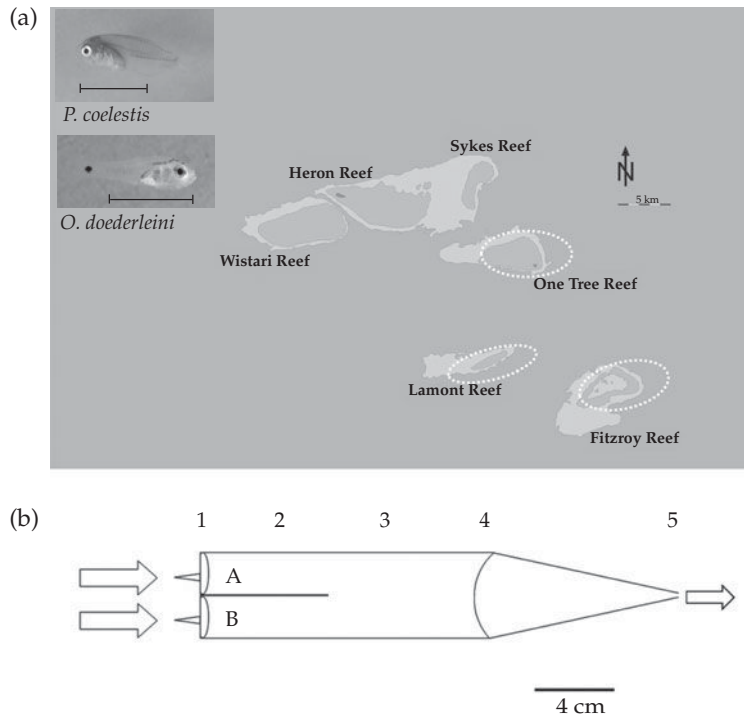 (a)
P. coelestis
O. doederleini
Sykes Reef
Heron Reef
N
5 km
Wistari Reef
One Tree Reef
Lamont Reef
Fitzroy Reef
(b)
1 2 3 4 5
A
B
4 cm